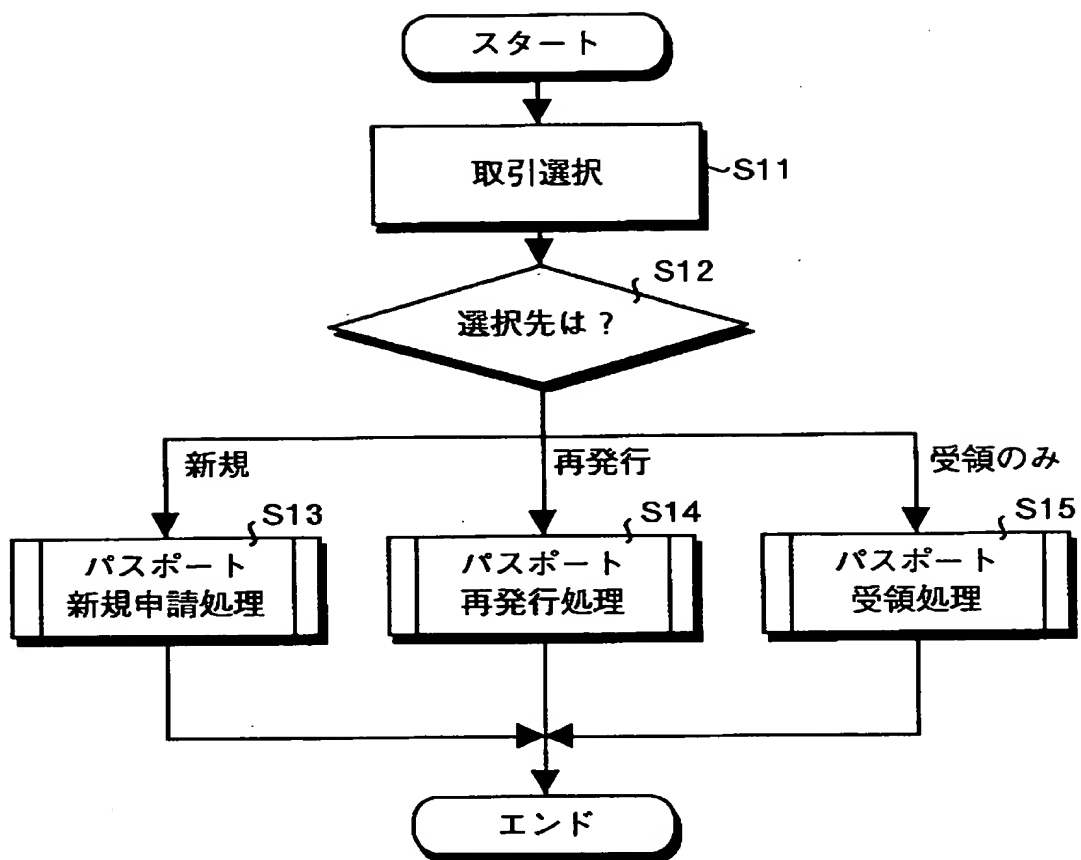 スタート
取引選択
S11
S12
選択先は？
新規
再発行
受領のみ
S13
S14
S15
パスポート
新規申請処理
パスポート
再発行処理
パスポート
受領処理
エンド